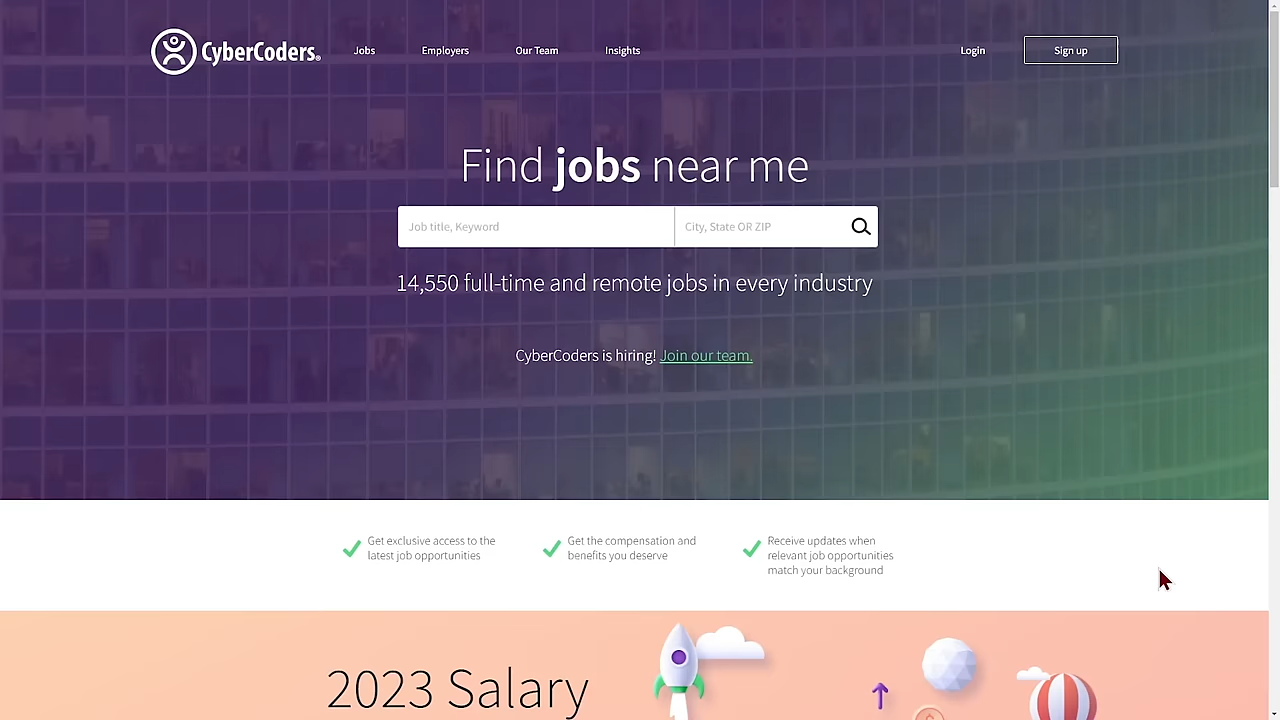 CyberCoders®
Jobs
Employers
Our Team
Insights
Login
Sign up
Find jobs near me
Job title, Keyword
City, State OR ZIP
14,550 full-time and remote jobs in every industry
CyberCoders is hiring! Join our team.
Get exclusive access to the
latest job opportunities
Get the compensation and
benefits you deserve
Receive updates when
relevant job opportunities
match your background
2023 Salary